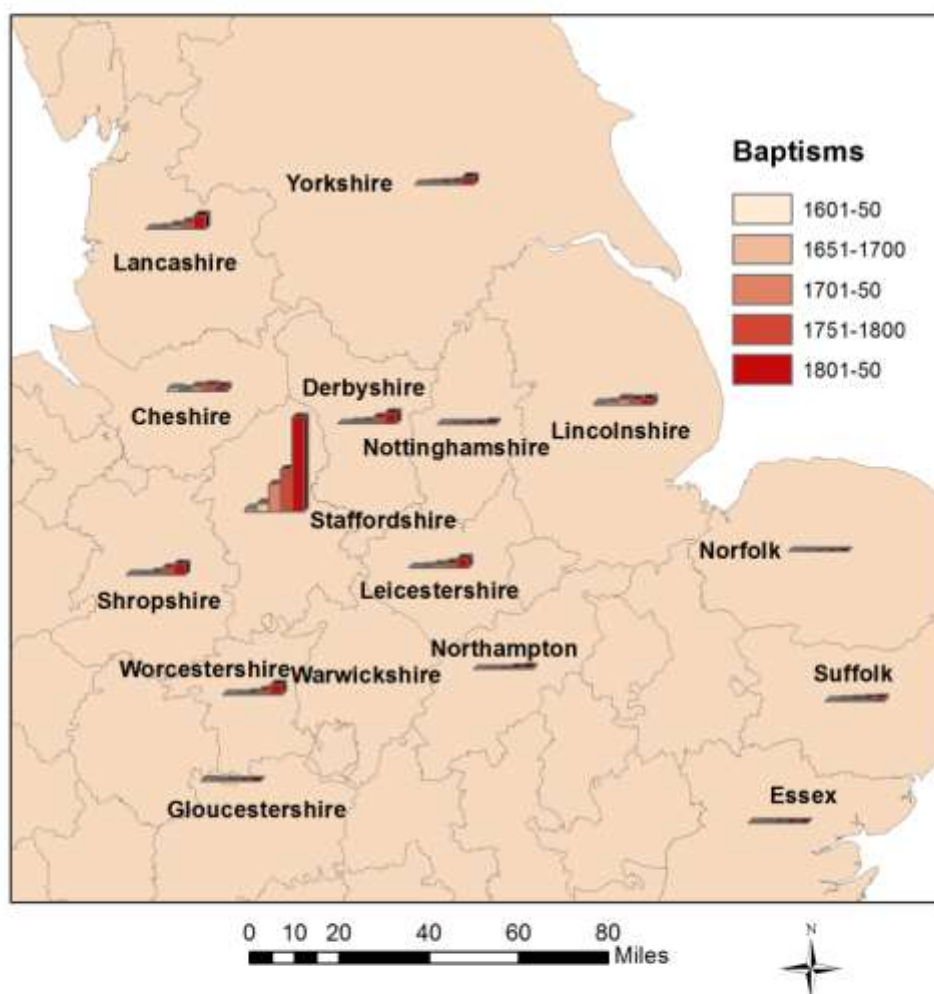 Baptisms
1601-50
1651-1700
1701-50
1751-1800
1801-50
Yorkshire
Lancashire
Derbyshire
Cheshire
Nottinghamshire
Lincolnshire
Staffordshire
Norfolk
Leicestershire
Shropshire
Northampton
Worcestershire
Warwickshire
Suffolk
Essex
Gloucestershire
0 10 20 40 60 80
Miles
N